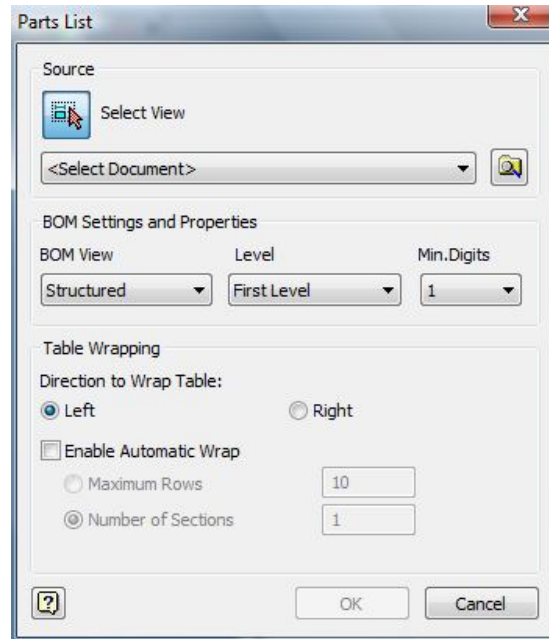 Parts List
Source
Select View
<Select Document>
BOM Settings and Properties
BOM View Level Min.Digits
Structured First Level 1
Table Wrapping
Direction to Wrap Table:
Left Right
Enable Automatic Wrap
Maximum Rows 10
Number of Sections 1
OK Cancel